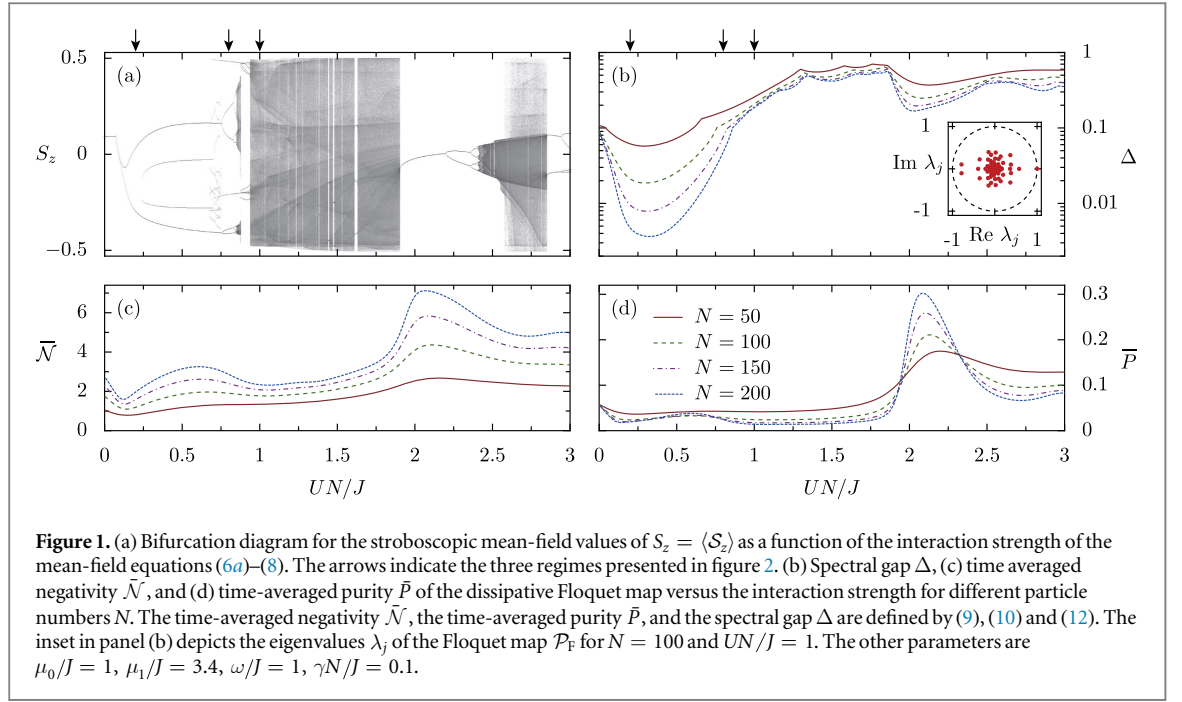 (a)
0.5
S_z
0
−0.5
(b)
1
0.1
Δ
0.01
1
Im λ_j
-1
-1 Re λ_j 1
(c)
6
4
𝒩̄
2
0
0 0.5 1 1.5 2 2.5 3
UN/J
(d)
N = 50
N = 100
N = 150
N = 200
0.3
0.2
P̄
0.1
0
0 0.5 1 1.5 2 2.5 3
UN/J
Figure 1. (a) Bifurcation diagram for the stroboscopic mean-field values of S_z = ⟨𝒮_z⟩ as a function of the interaction strength of the
mean-field equations (6a)–(8). The arrows indicate the three regimes presented in figure 2. (b) Spectral gap Δ, (c) time averaged
negativity 𝒩̄, and (d) time-averaged purity P̄ of the dissipative Floquet map versus the interaction strength for different particle
numbers N. The time-averaged negativity 𝒩̄, the time-averaged purity P̄, and the spectral gap Δ are defined by (9), (10) and (12). The
inset in panel (b) depicts the eigenvalues λ_j of the Floquet map 𝒫_F for N = 100 and UN/J = 1. The other parameters are
μ₀/J = 1, μ₁/J = 3.4, ω/J = 1, γN/J = 0.1.